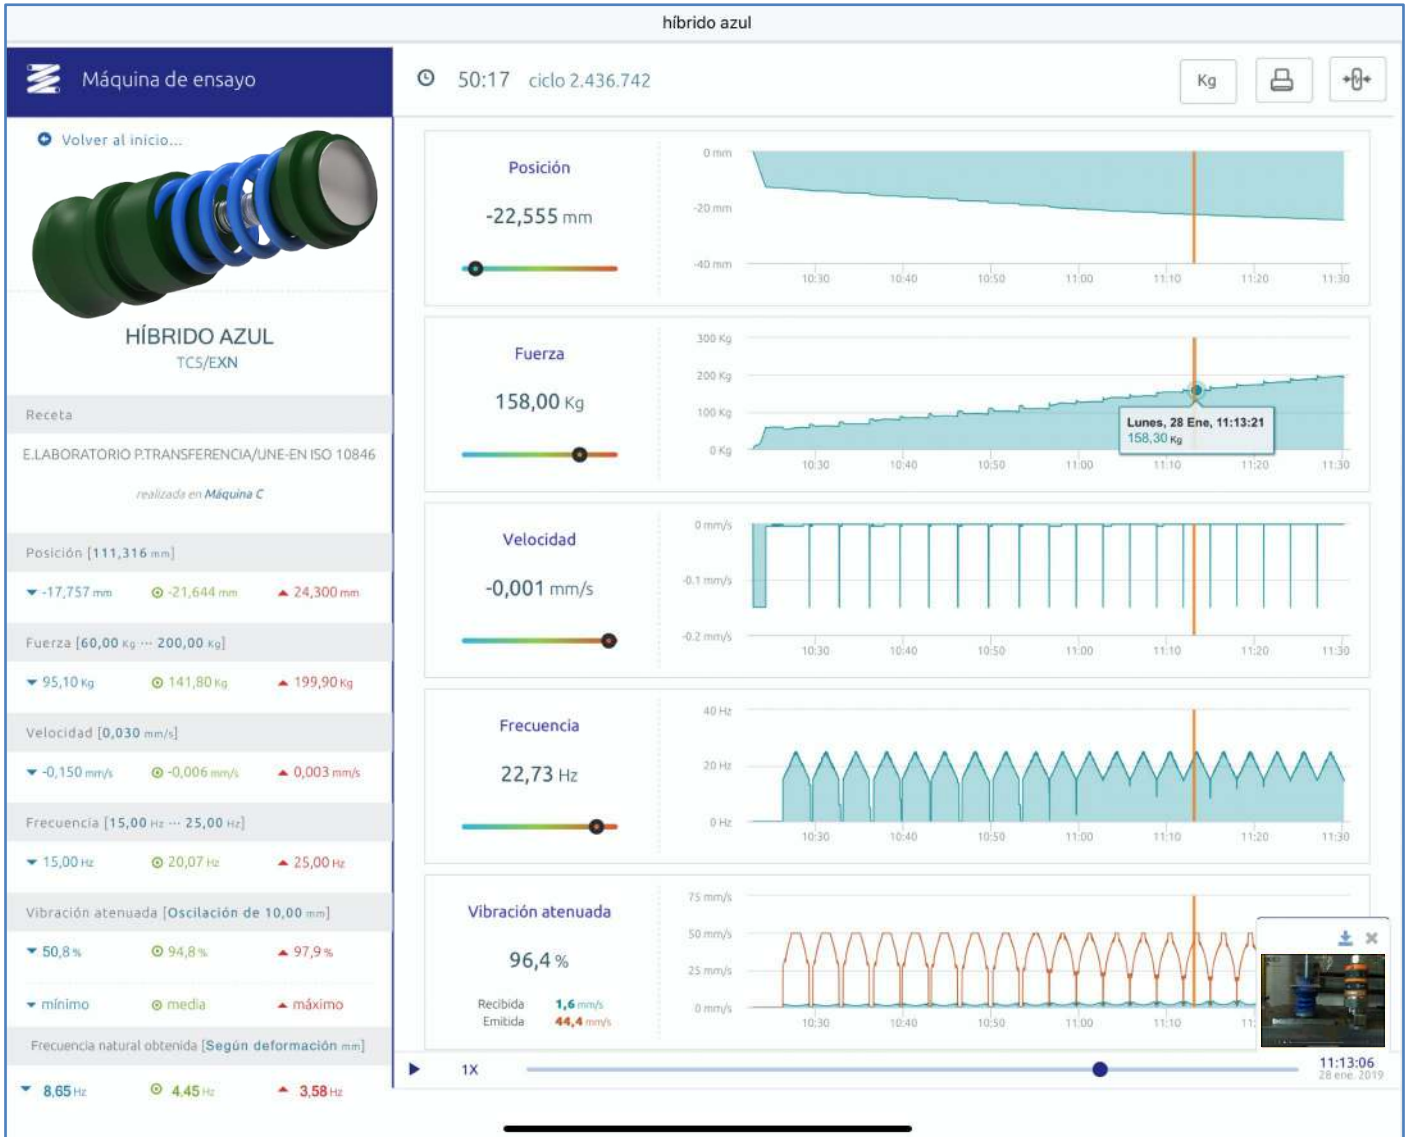 híbrido azul
Máquina de ensayo
50:17 ciclo 2.436.742
Kg
Volver al inicio...
HÍBRIDO AZUL
TC5/EXN
Receta
E.LABORATORIO P.TRANSFERENCIA/UNE-EN ISO 10846
realizada en Máquina C
Posición [111,316 mm]
-17,757 mm -21,644 mm 24,300 mm
Fuerza [60,00 Kg ··· 200,00 Kg]
95,10 Kg 141,80 Kg 199,90 Kg
Velocidad [0,030 mm/s]
-0,150 mm/s -0,006 mm/s 0,003 mm/s
Frecuencia [15,00 Hz ··· 25,00 Hz]
15,00 Hz 20,07 Hz 25,00 Hz
Vibración atenuada [Oscilación de 10,00 mm]
50,8 % 94,8 % 97,9 %
mínimo media máximo
Frecuencia natural obtenida [Según deformación mm]
8,65 Hz 4,45 Hz 3,58 Hz
Posición
-22,555 mm
0 mm
-20 mm
-40 mm
10:30 10:40 10:50 11:00 11:10 11:20 11:30
Fuerza
158,00 Kg
300 Kg
200 Kg
100 Kg
0 Kg
Lunes, 28 Ene, 11:13:21
158,30 Kg
10:30 10:40 10:50 11:00 11:10 11:20 11:30
Velocidad
-0,001 mm/s
0 mm/s
-0.1 mm/s
-0.2 mm/s
10:30 10:40 10:50 11:00 11:10 11:20 11:30
Frecuencia
22,73 Hz
40 Hz
20 Hz
0 Hz
10:30 10:40 10:50 11:00 11:10 11:20 11:30
Vibración atenuada
96,4 %
Recibida 1,6 mm/s
Emitida 44,4 mm/s
75 mm/s
50 mm/s
25 mm/s
0 mm/s
10:30 10:40 10:50 11:00 11:10 11:
1X
11:13:06
28 ene. 2019